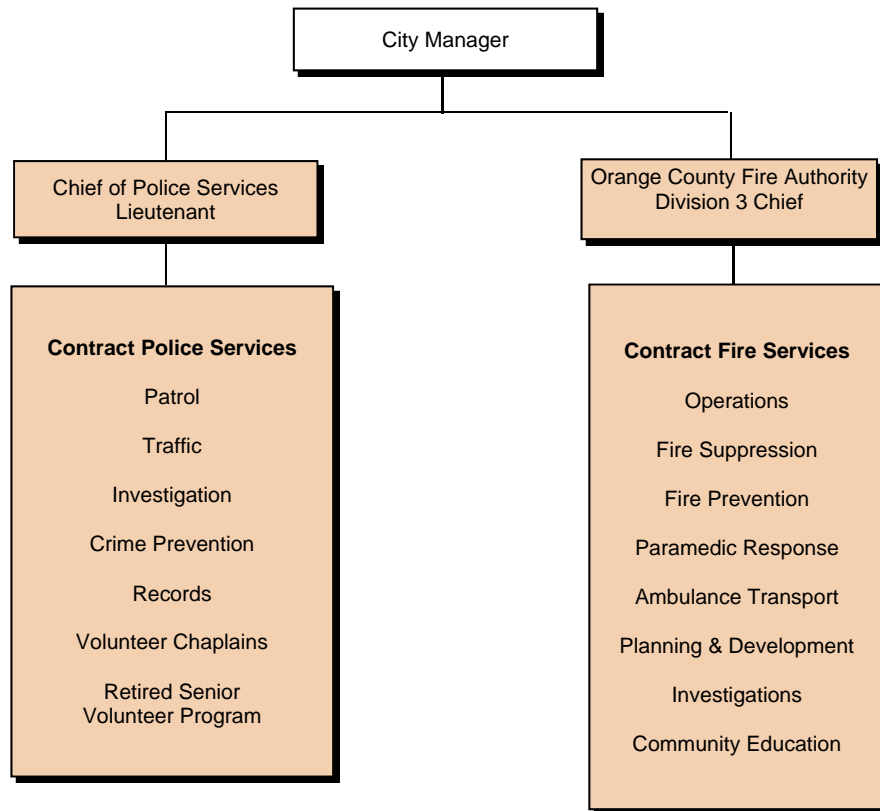 City Manager
Chief of Police Services
Lieutenant
Orange County Fire Authority
Division 3 Chief
Contract Police Services
Patrol
Traffic
Investigation
Crime Prevention
Records
Volunteer Chaplains
Retired Senior
Volunteer Program
Contract Fire Services
Operations
Fire Suppression
Fire Prevention
Paramedic Response
Ambulance Transport
Planning & Development
Investigations
Community Education